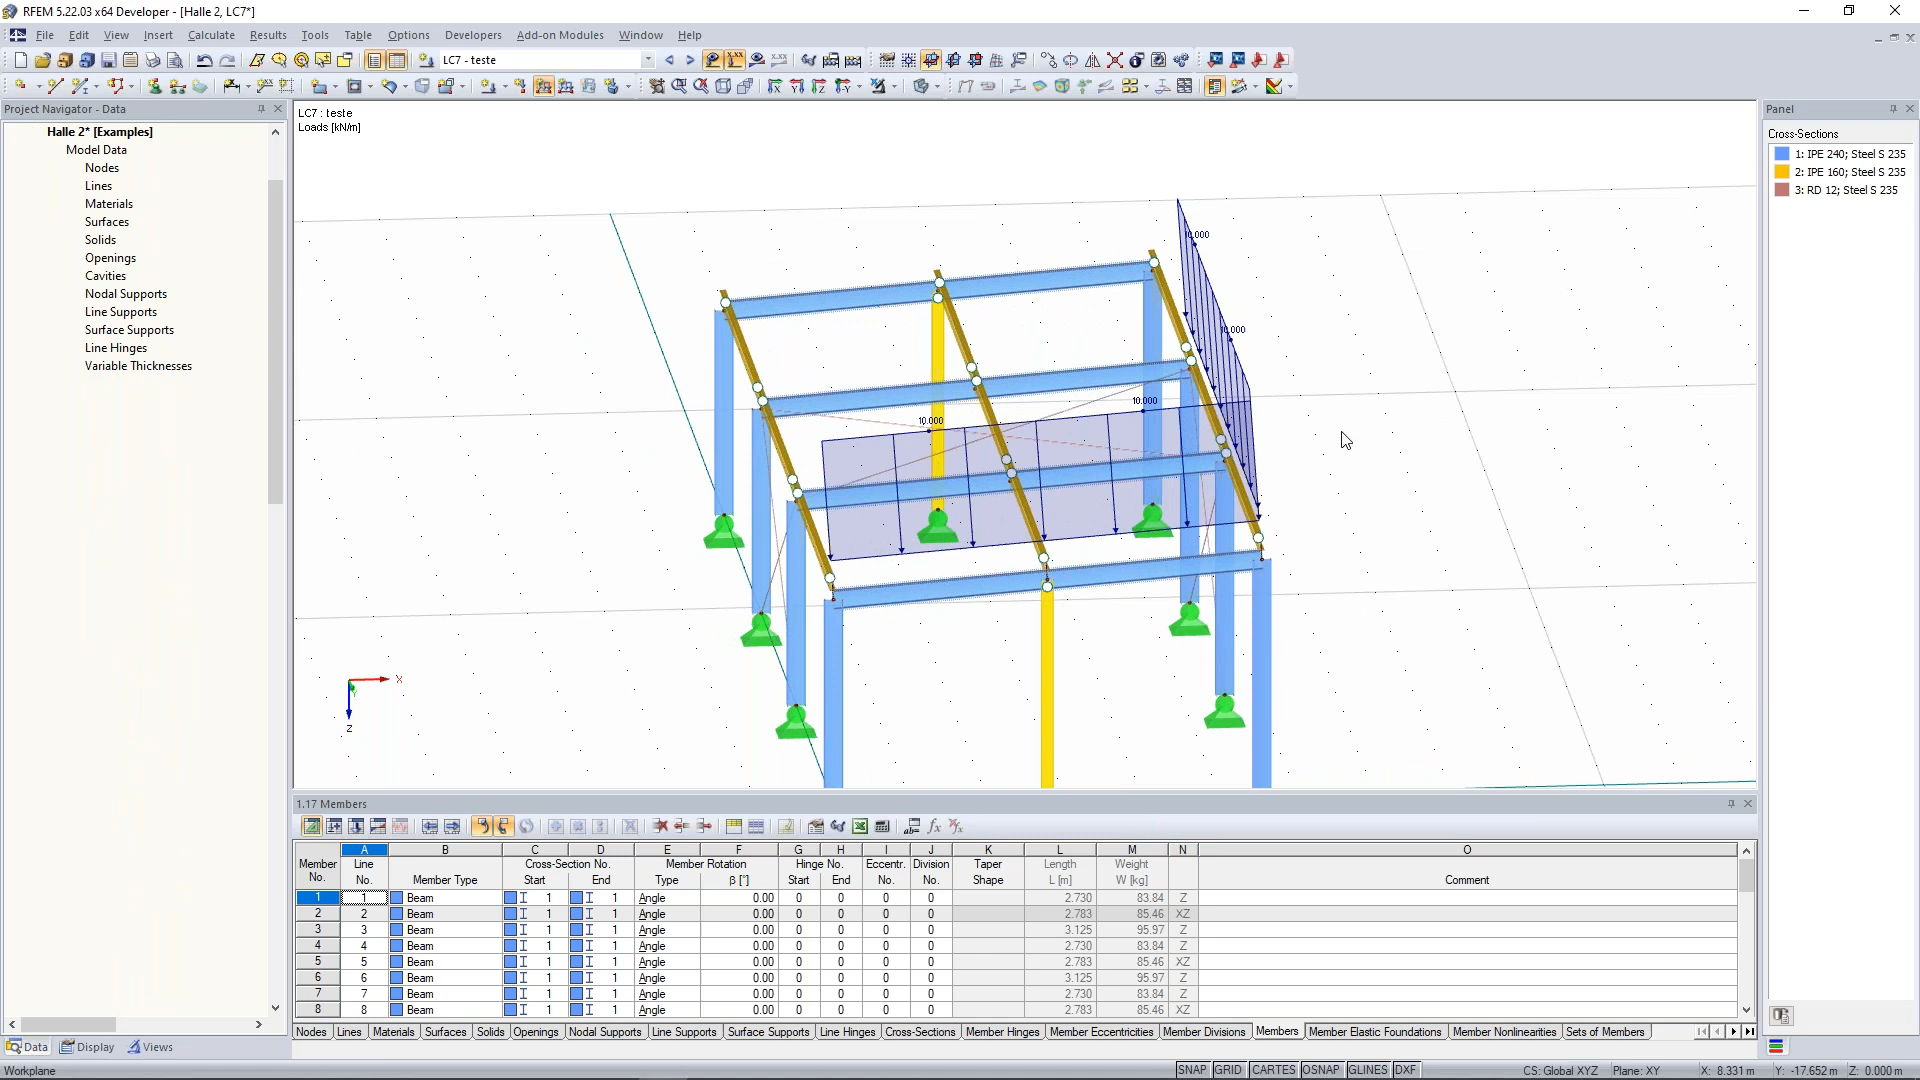 RFEM 5.22.03 x64 Developer - [Halle 2, LC7*]
File Edit View Insert Calculate Results Tools Table Options Developers Add-on Modules Window Help
LC7 - teste
Project Navigator - Data
Halle 2* [Examples]
Model Data
Nodes
Lines
Materials
Surfaces
Solids
Openings
Cavities
Nodal Supports
Line Supports
Surface Supports
Line Hinges
Variable Thicknesses
Data Display Views
LC7 : teste
Loads [kN/m]
10.000
10.000
10.000
10.000
X
Y
Z
Panel
Cross-Sections
1: IPE 240; Steel S 235
2: IPE 160; Steel S 235
3: RD 12; Steel S 235
1.17 Members
A B C D E F G H I J K L M N O
Member Line Cross-Section No. Member Rotation Hinge No. Eccentr. Division Taper Length Weight
No. No. Member Type Start End Type β [°] Start End No. No. Shape L [m] W [kg] Comment
1 1 Beam 1 1 Angle 0.00 0 0 0 0 2.730 83.84 Z
2 2 Beam 1 1 Angle 0.00 0 0 0 0 2.783 85.46 XZ
3 3 Beam 1 1 Angle 0.00 0 0 0 0 3.125 95.97 Z
4 4 Beam 1 1 Angle 0.00 0 0 0 0 2.730 83.84 Z
5 5 Beam 1 1 Angle 0.00 0 0 0 0 2.783 85.46 XZ
6 6 Beam 1 1 Angle 0.00 0 0 0 0 3.125 95.97 Z
7 7 Beam 1 1 Angle 0.00 0 0 0 0 2.730 83.84 Z
8 8 Beam 1 1 Angle 0.00 0 0 0 0 2.783 85.46 XZ
Nodes Lines Materials Surfaces Solids Openings Nodal Supports Line Supports Surface Supports Line Hinges Cross-Sections Member Hinges Member Eccentricities Member Divisions Members Member Elastic Foundations Member Nonlinearities Sets of Members
Workplane SNAP GRID CARTES OSNAP GLINES DXF CS: Global XYZ Plane: XY X: 8.331 m Y: -17.652 m Z: 0.000 m